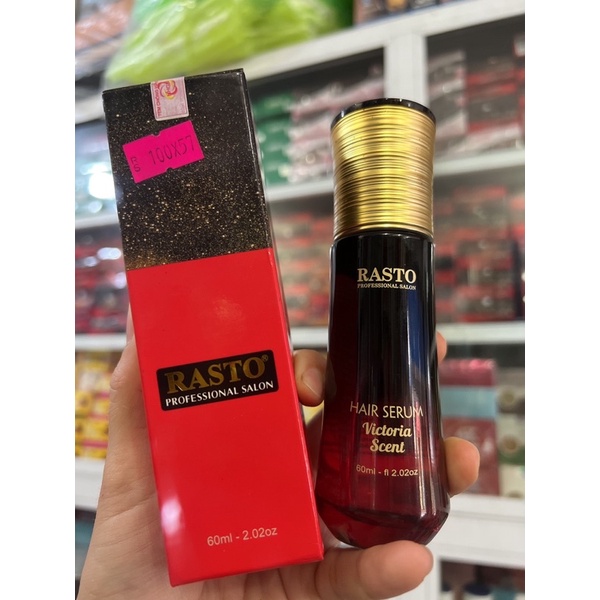 100X57
RASTO®
PROFESSIONAL SALON
60ml - 2.02oz
RASTO
PROFESSIONAL SALON
HAIR SERUM
Victoria
Scent
60ml - fl 2.02oz